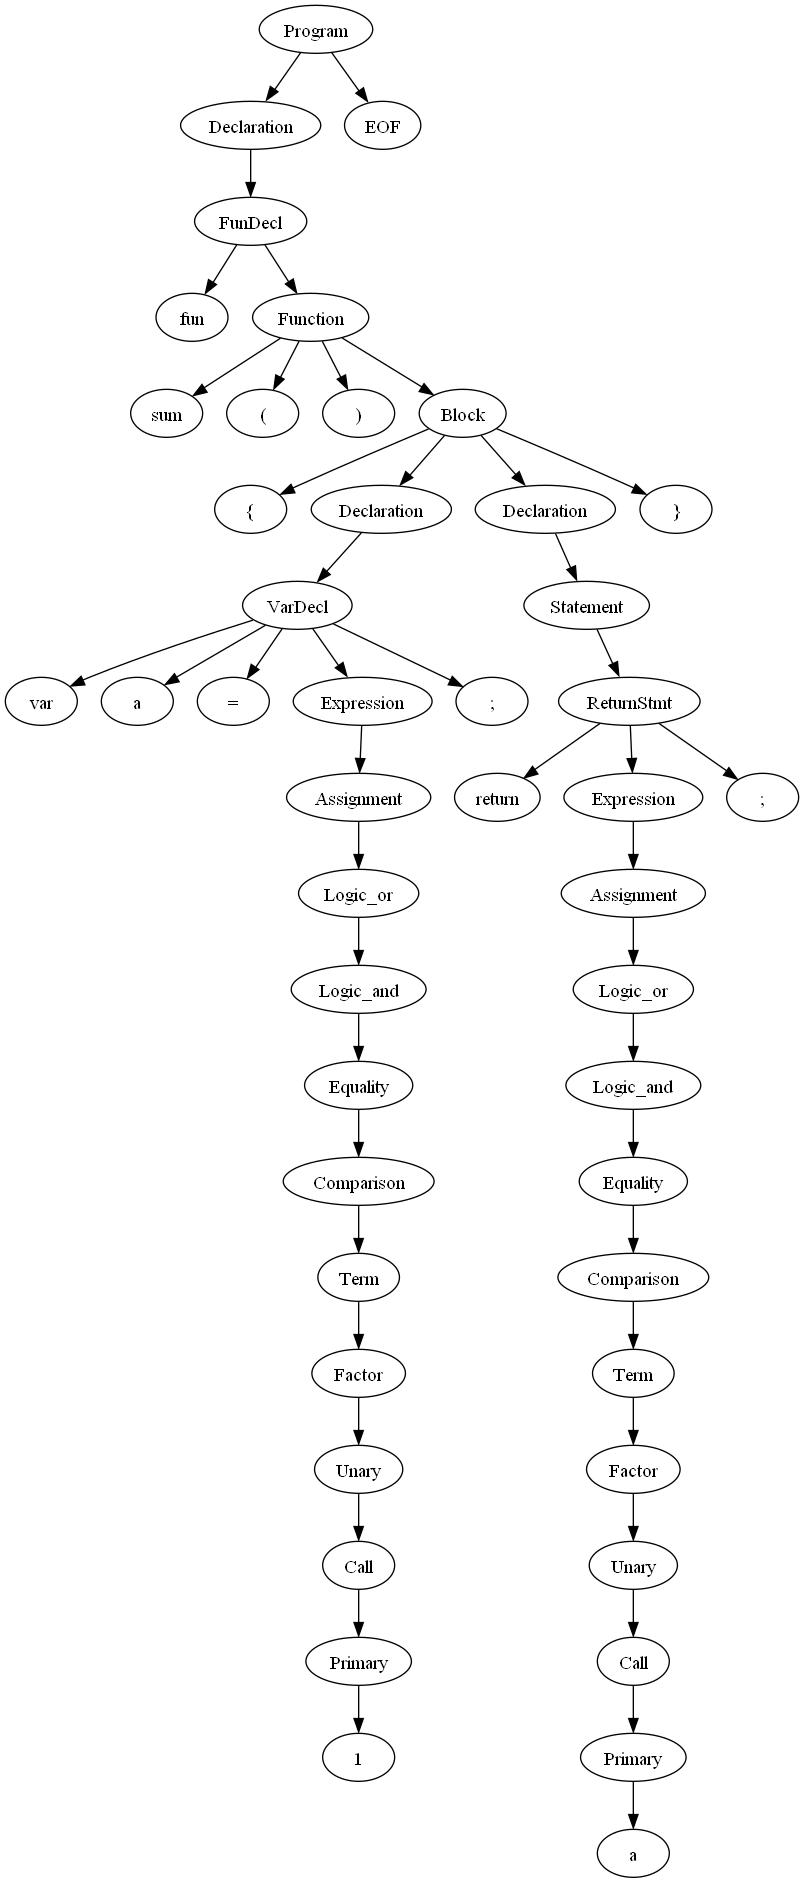 Program
Declaration EOF
FunDecl
fun Function
sum ( ) Block
{ Declaration Declaration }
VarDecl Statement
var a = Expression ; ReturnStmt
Assignment return Expression ;
Logic_or Assignment
Logic_and Logic_or
Equality Logic_and
Comparison Equality
Term Comparison
Factor Term
Unary Factor
Call Unary
Primary Call
1 Primary
a